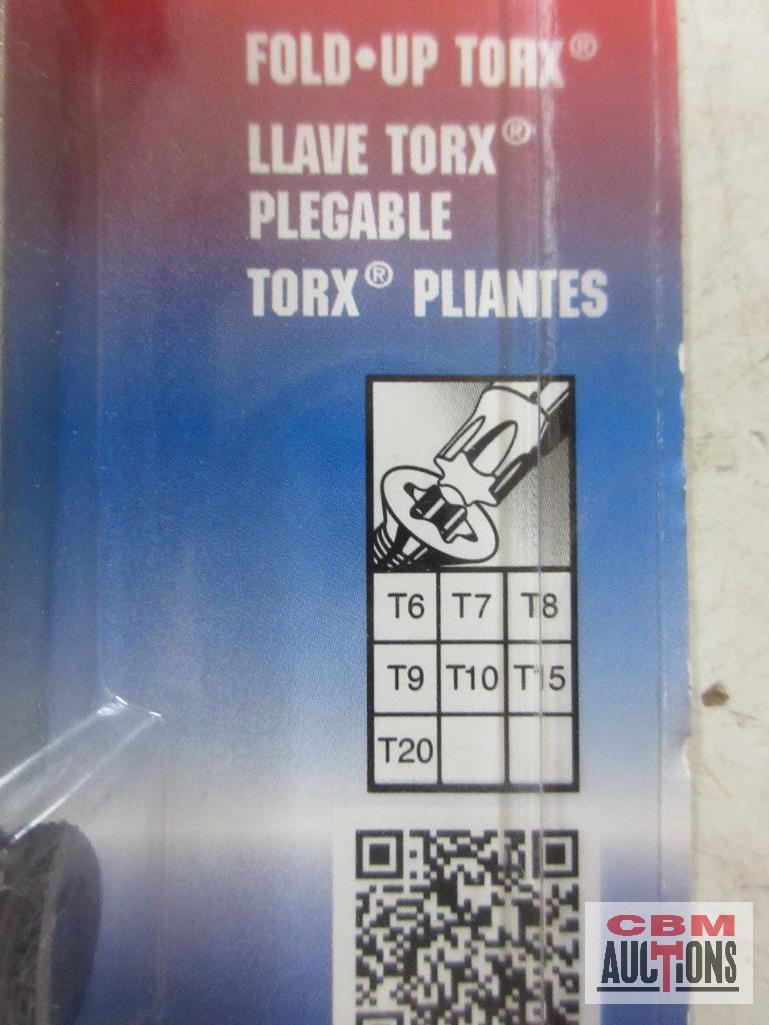 FOLD•UP TORX®
LLAVE TORX®
PLEGABLE
TORX® PLIANTES
T6 T7 T8
T9 T10 T15
T20
CBM
AUCTIONS